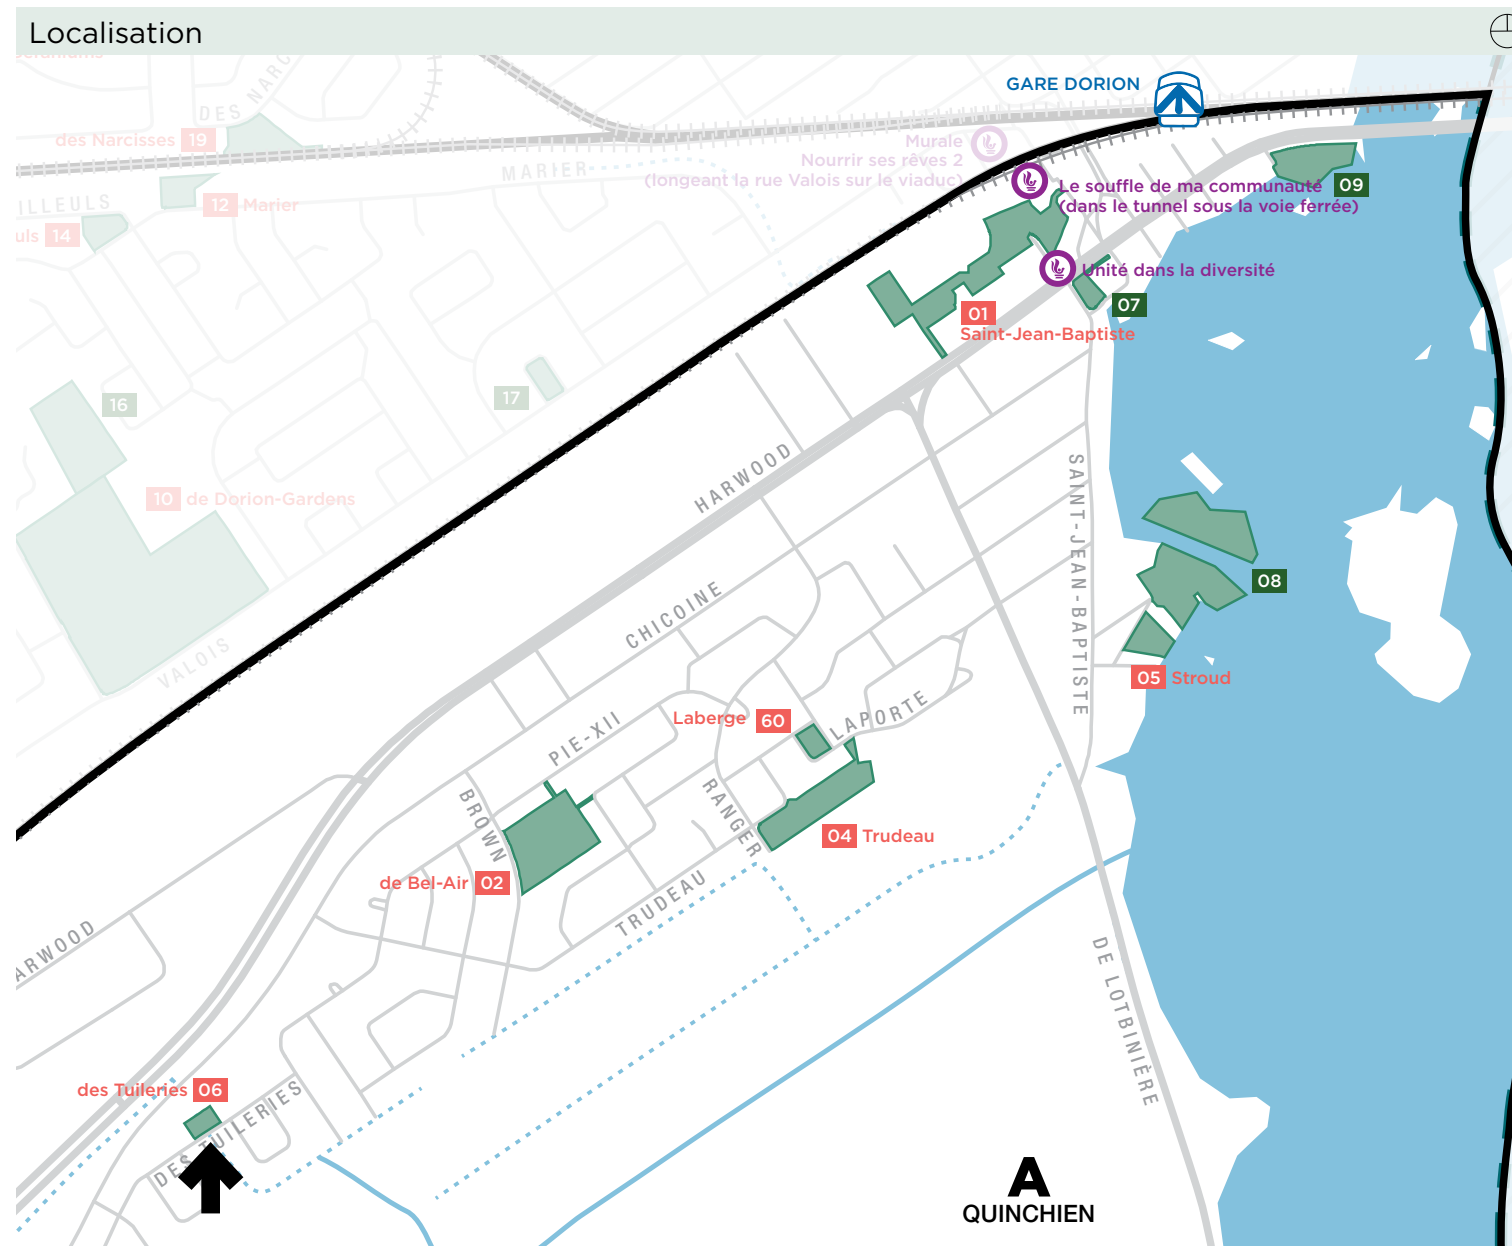 Localisation
GARE DORION
DES NARC
des Narcisses 19
Murale
Nourrir ses rêves 2
(longeant la rue Valois sur le viaduc)
MARIER
Le souffle de ma communauté
(dans le tunnel sous la voie ferrée)
09
ILLEULS
12 Marier
uls 14
Unité dans la diversité
07
01
Saint-Jean-Baptiste
16
17
10 de Dorion-Gardens
HARWOOD
SAINT-JEAN-BAPTISTE
08
CHICOINE
VALOIS
05 Stroud
Laberge 60
LAPORTE
PIE-XII
BROWN
RANGER
04 Trudeau
de Bel-Air 02
TRUDEAU
ARWOOD
DE LOTBINIÈRE
des Tuileries 06
DES TUILERIES
A
QUINCHIEN